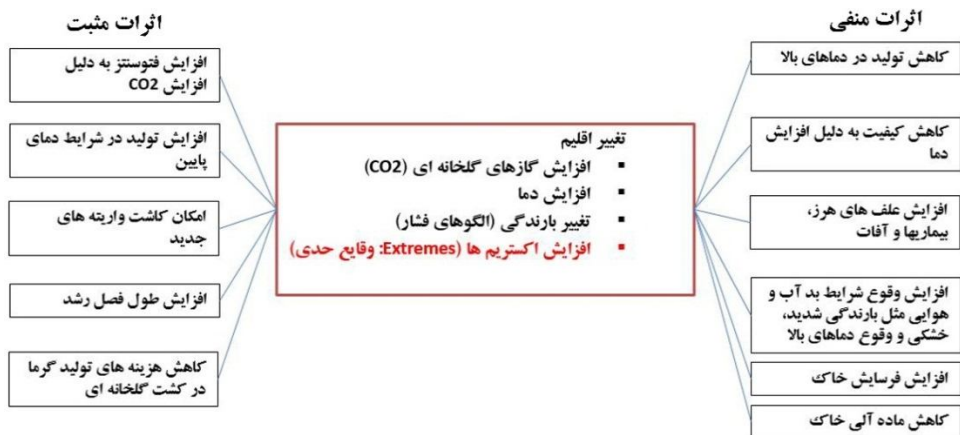 اثرات منفی
کاهش تولید در دماهای بالا
کاهش کیفیت به دلیل افزایش
دما
افزایش علف های هرز،
بیماریها و آفات
افزایش وقوع شرایط بد آب و
هوایی مثل بارندگی شدید،
خشکی و وقوع دماهای بالا
افزایش فرسایش خاک
کاهش ماده آلی خاک
تغییر اقلیم
▪ افزایش گازهای گلخانه ای (CO2)
▪ افزایش دما
▪ تغییر بارندگی (الگوهای فشار)
▪ افزایش اکستریم ها (Extremes: وقایع حدی)
اثرات مثبت
افزایش فتوسنتز به دلیل
افزایش CO2
افزایش تولید در شرایط دمای
پایین
امکان کاشت واریته های
جدید
افزایش طول فصل رشد
کاهش هزینه های تولید گرما
در کشت گلخانه ای